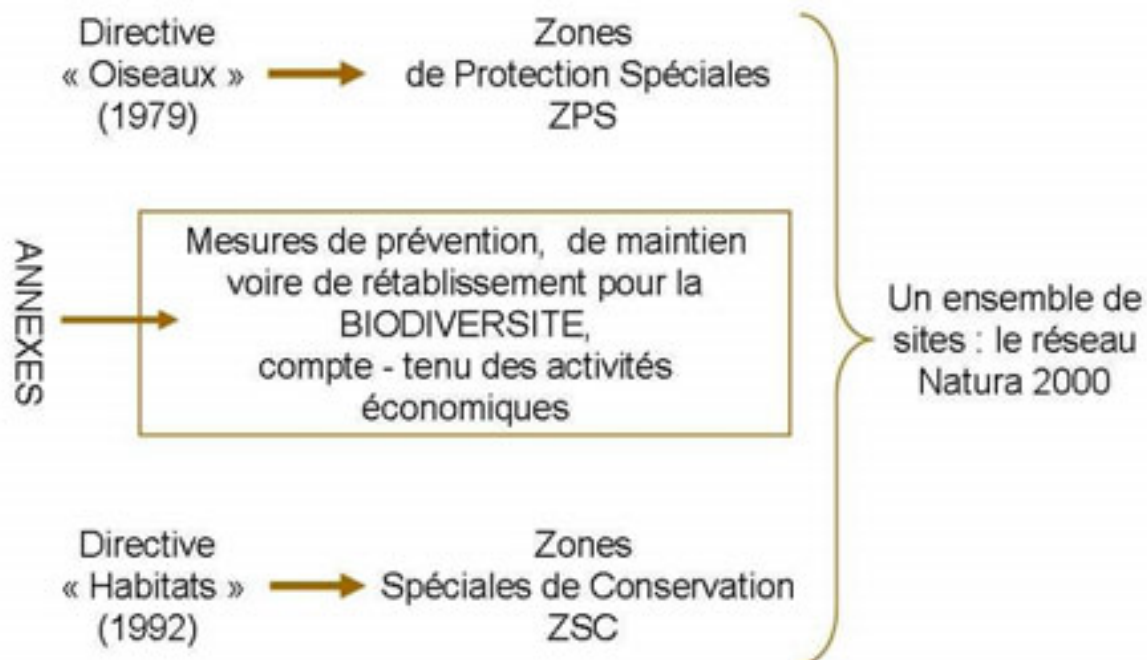 Directive
« Oiseaux »
(1979)
Zones
de Protection Spéciales
ZPS
ANNEXES
Mesures de prévention, de maintien
voire de rétablissement pour la
BIODIVERSITE,
compte - tenu des activités
économiques
Un ensemble de
sites : le réseau
Natura 2000
Directive
« Habitats »
(1992)
Zones
Spéciales de Conservation
ZSC